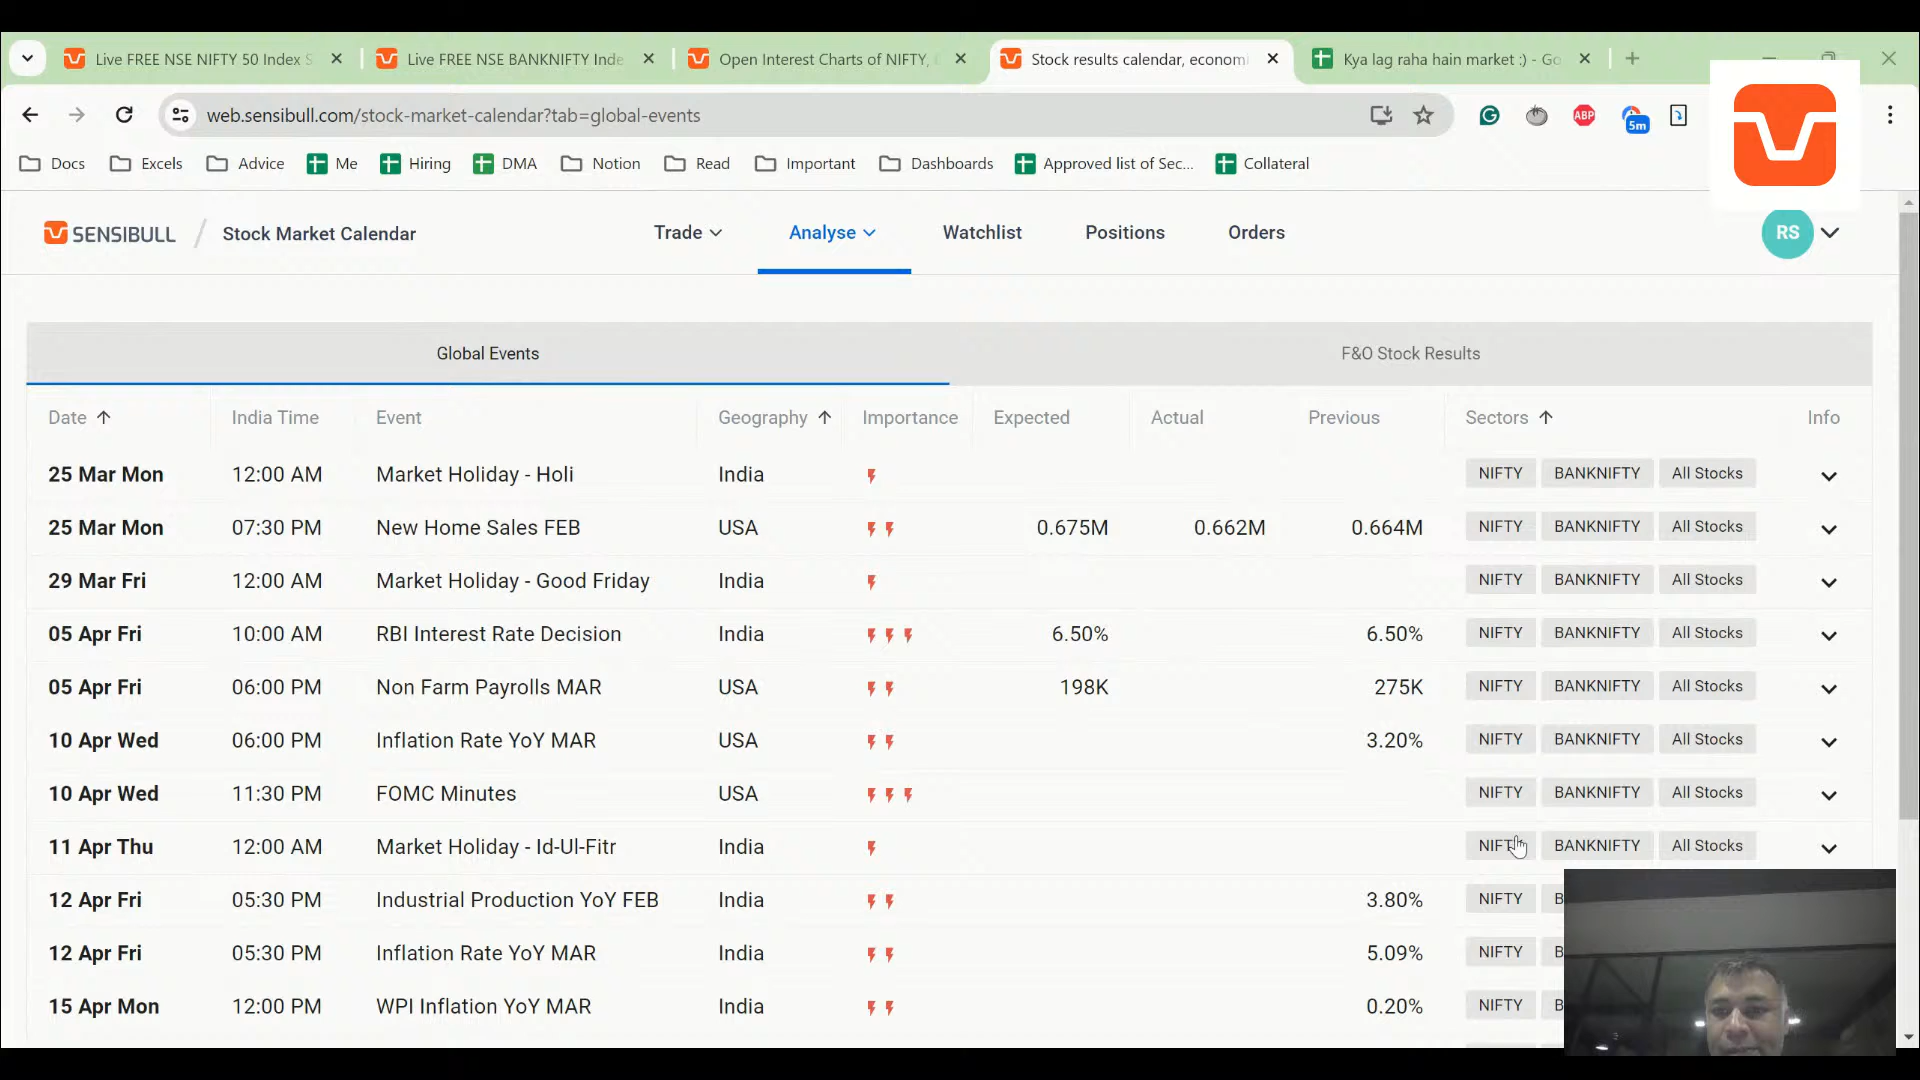 Live FREE NSE NIFTY 50 Index S
Live FREE NSE BANKNIFTY Inde
Open Interest Charts of NIFTY,
Stock results calendar, economi
Kya lag raha hain market :) - Go
web.sensibull.com/stock-market-calendar?tab=global-events
ABP
5m
Docs Excels Advice Me Hiring DMA Notion Read Important Dashboards Approved list of Sec... Collateral
SENSIBULL / Stock Market Calendar Trade Analyse Watchlist Positions Orders RS
Global Events F&O Stock Results
Date India Time Event Geography Importance Expected Actual Previous Sectors Info
25 Mar Mon 12:00 AM Market Holiday - Holi India NIFTY BANKNIFTY All Stocks
25 Mar Mon 07:30 PM New Home Sales FEB USA 0.675M 0.662M 0.664M NIFTY BANKNIFTY All Stocks
29 Mar Fri 12:00 AM Market Holiday - Good Friday India NIFTY BANKNIFTY All Stocks
05 Apr Fri 10:00 AM RBI Interest Rate Decision India 6.50% 6.50% NIFTY BANKNIFTY All Stocks
05 Apr Fri 06:00 PM Non Farm Payrolls MAR USA 198K 275K NIFTY BANKNIFTY All Stocks
10 Apr Wed 06:00 PM Inflation Rate YoY MAR USA 3.20% NIFTY BANKNIFTY All Stocks
10 Apr Wed 11:30 PM FOMC Minutes USA NIFTY BANKNIFTY All Stocks
11 Apr Thu 12:00 AM Market Holiday - Id-Ul-Fitr India NIFTY BANKNIFTY All Stocks
12 Apr Fri 05:30 PM Industrial Production YoY FEB India 3.80% NIFTY B
12 Apr Fri 05:30 PM Inflation Rate YoY MAR India 5.09% NIFTY B
15 Apr Mon 12:00 PM WPI Inflation YoY MAR India 0.20% NIFTY B